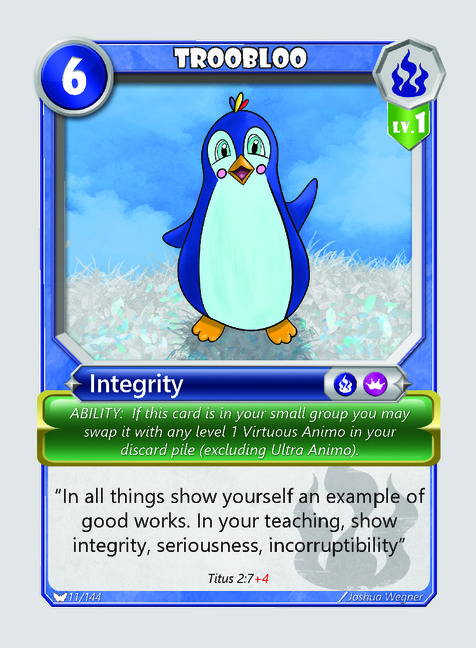 TROOBLOO
6
LV.1
Integrity
ABILITY: If this card is in your small group you may
swap it with any level 1 Virtuous Animo in your
discard pile (excluding Ultra Animo).
"In all things show yourself an example of
good works. In your teaching, show
integrity, seriousness, incorruptibility"
Titus 2:7+4
11/144
Joshua Wegner